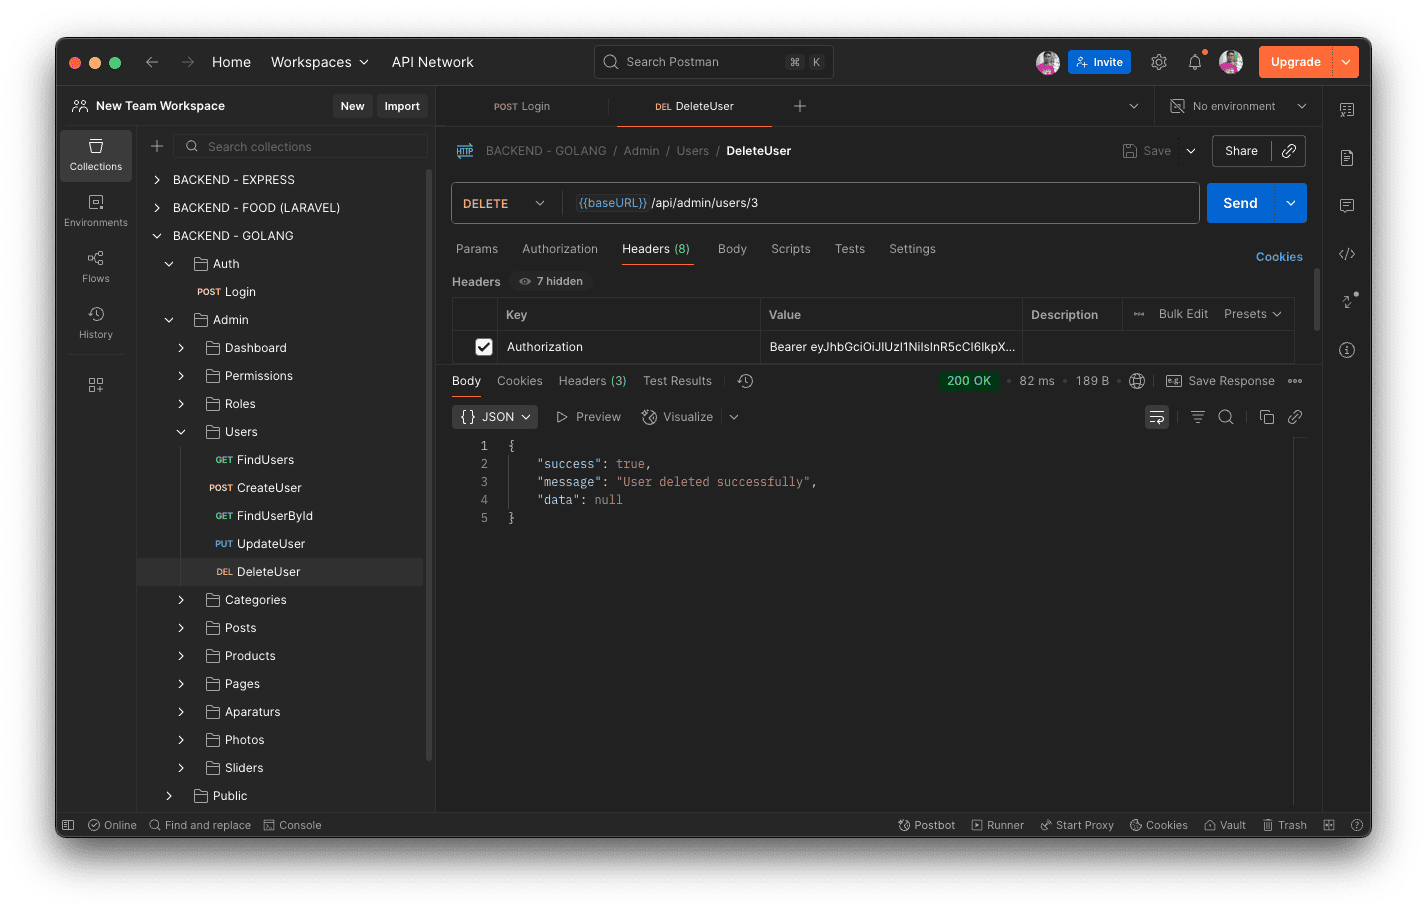 Home Workspaces API Network Search Postman ⌘ K Invite Upgrade
New Team Workspace New Import POST Login DEL DeleteUser No environment
Collections
Environments
Flows
History
Search collections
BACKEND - EXPRESS
BACKEND - FOOD (LARAVEL)
BACKEND - GOLANG
Auth
POST Login
Admin
Dashboard
Permissions
Roles
Users
GET FindUsers
POST CreateUser
GET FindUserById
PUT UpdateUser
DEL DeleteUser
Categories
Posts
Products
Pages
Aparaturs
Photos
Sliders
Public
HTTP BACKEND - GOLANG / Admin / Users / DeleteUser Save Share
DELETE {{baseURL}} /api/admin/users/3 Send
Params Authorization Headers (8) Body Scripts Tests Settings Cookies
Headers 7 hidden
Key Value Description Bulk Edit Presets
Authorization Bearer eyJhbGciOiJIUzI1NiIsInR5cCI6IkpX...
Body Cookies Headers (3) Test Results 200 OK • 82 ms • 189 B Save Response
{} JSON Preview Visualize
1 {
2 "success": true,
3 "message": "User deleted successfully",
4 "data": null
5 }
Online Find and replace Console Postbot Runner Start Proxy Cookies Vault Trash